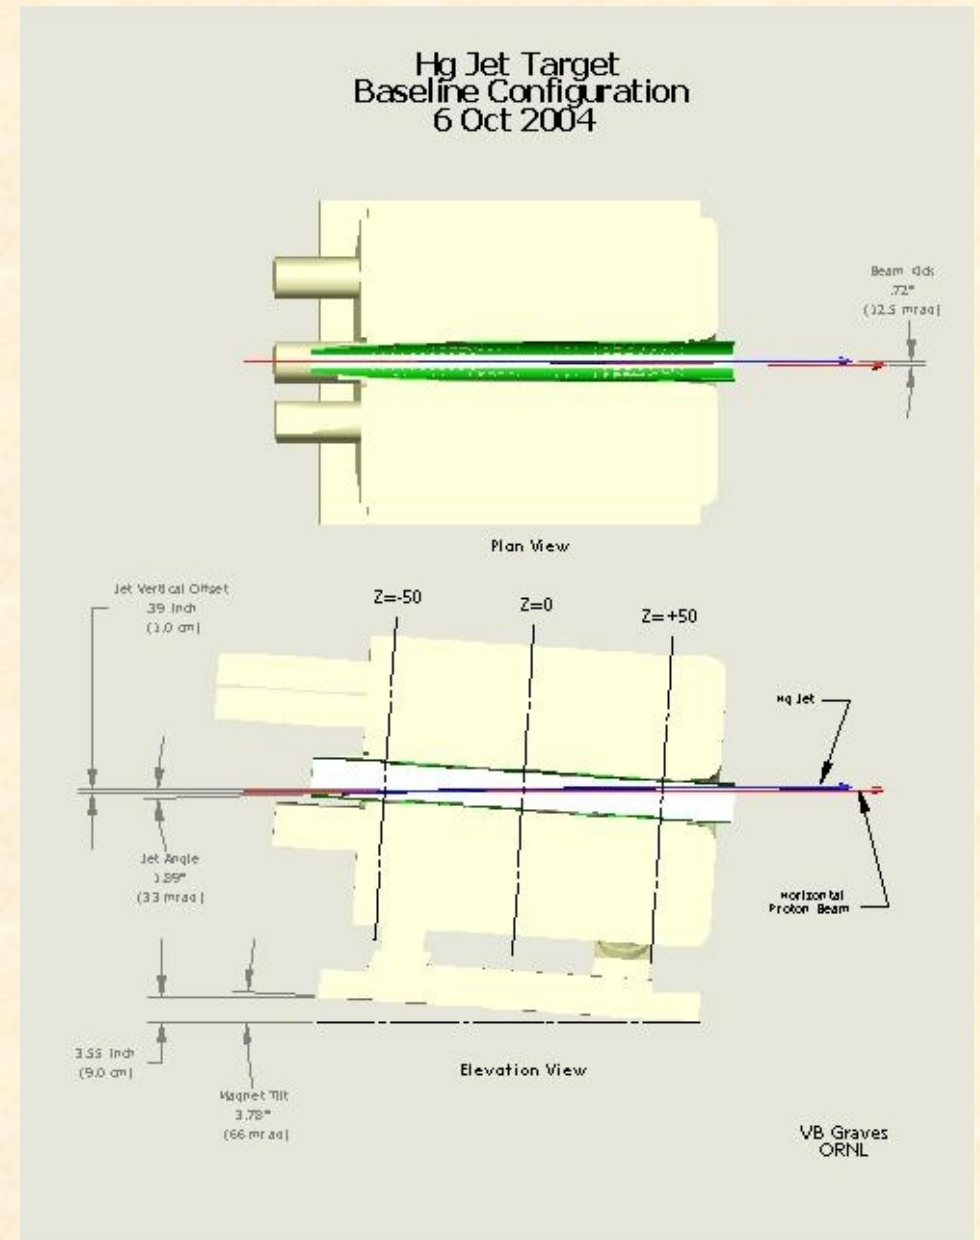 Hg Jet Target
Baseline Configuration
6 Oct 2004
Beam Kick
.72°
(12.5 mrad)
Plan View
Jet Vertical Offset
.39 inch
(1.0 cm)
Z=-50
Z=0
Z=+50
Hg Jet
Jet Angle
1.89°
(33 mrad)
Horizontal
Proton Beam
3.55 inch
(9.0 cm)
Elevation View
Magnet Tilt
3.78°
(66 mrad)
VB Graves
ORNL